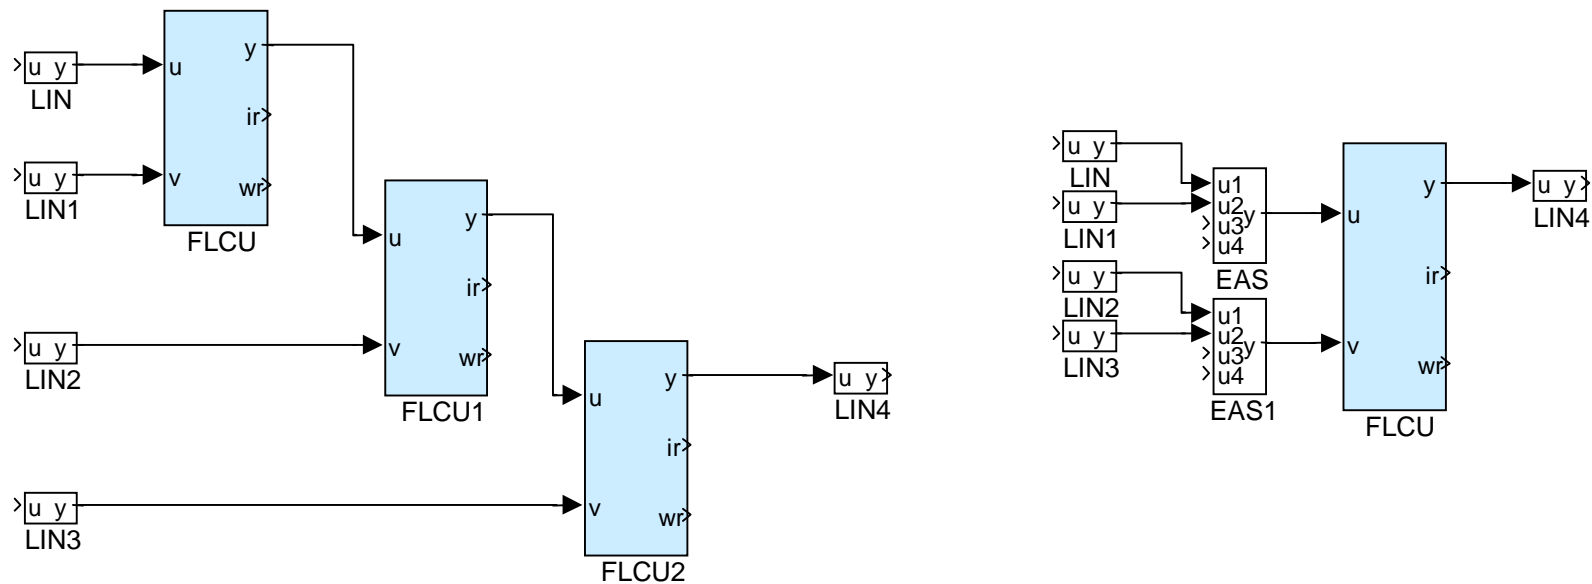 u y
LIN
u y
LIN1
u y
LIN2
u y
LIN3
u
v
y
ir
wr
FLCU
u
v
y
ir
wr
FLCU1
u
v
y
ir
wr
FLCU2
u y
LIN4
u y
LIN
u y
LIN1
u y
LIN2
u y
LIN3
u1
u2
u3
u4
y
EAS
u1
u2
u3
u4
y
EAS1
u
v
y
ir
wr
FLCU
u y
LIN4